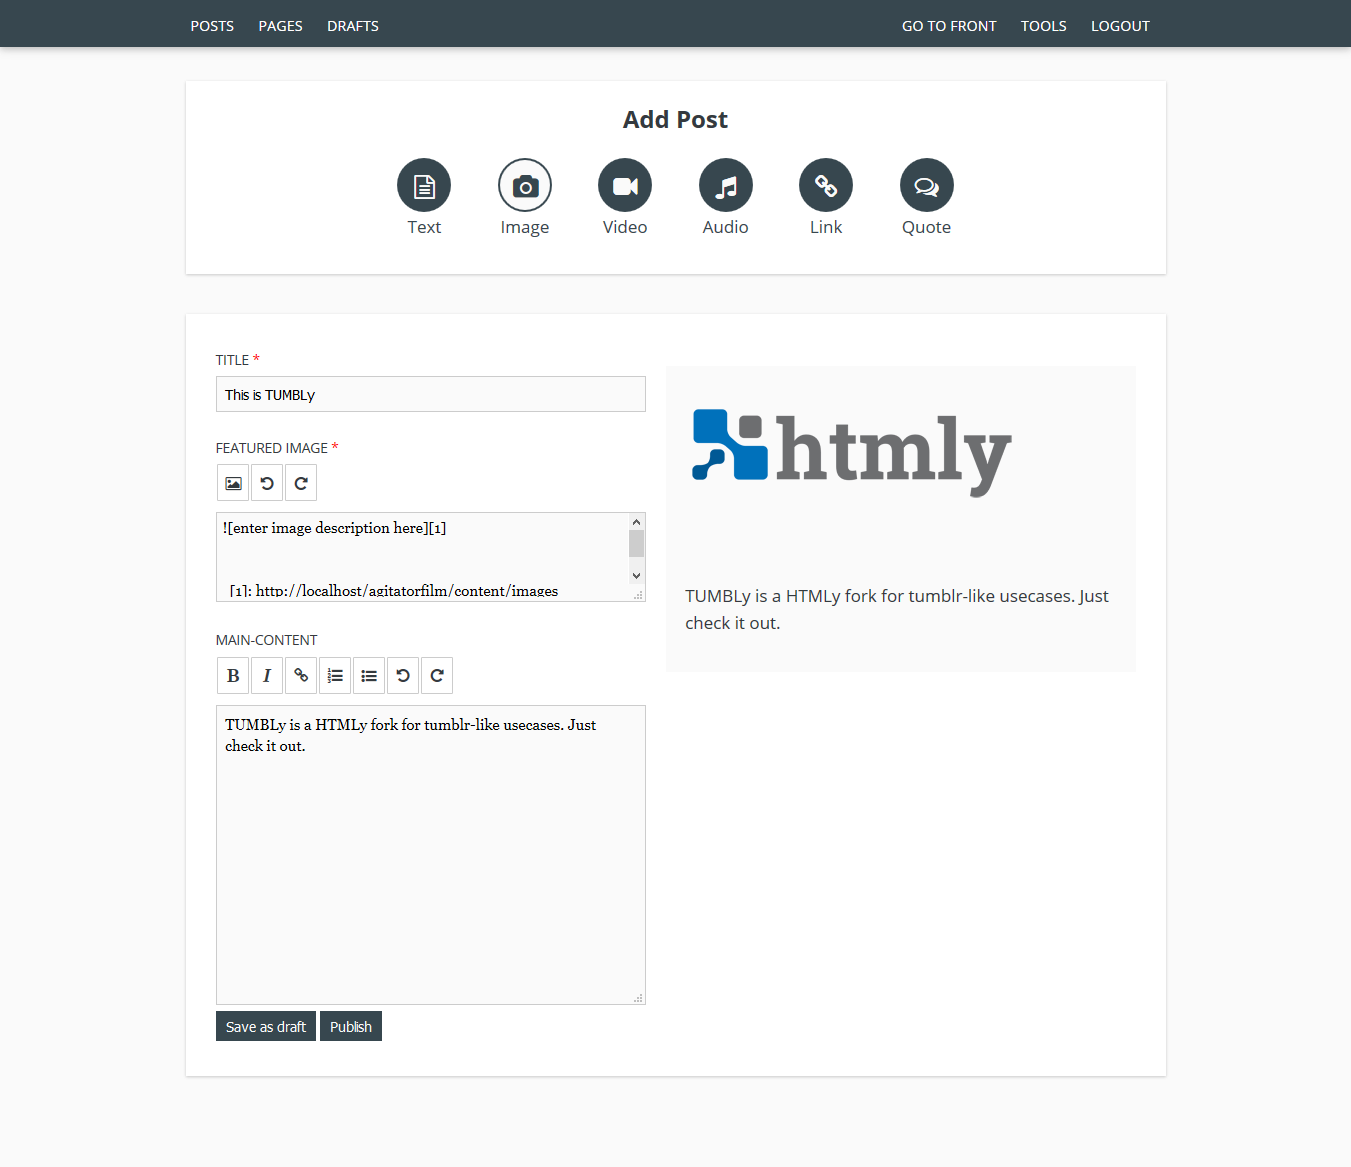 POSTS PAGES DRAFTS GO TO FRONT TOOLS LOGOUT
Add Post
Text Image Video Audio Link Quote
TITLE *
This is TUMBLy
FEATURED IMAGE *
![enter image description here][1]
[1]: http://localhost/agitatorfilm/content/images
MAIN-CONTENT
B I
TUMBLy is a HTMLy fork for tumblr-like usecases. Just
check it out.
Save as draft Publish
htmly
TUMBLy is a HTMLy fork for tumblr-like usecases. Just
check it out.